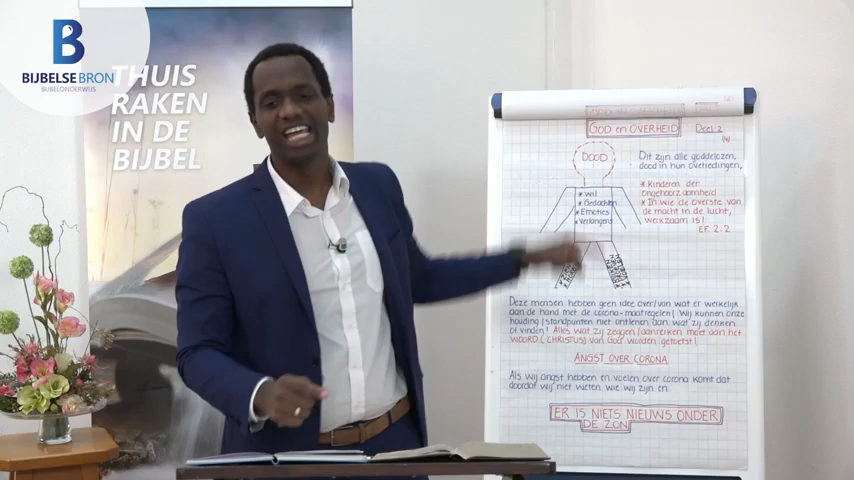 BIJBELSE BRON
BIJBELONDERWIJS
THUIS
RAKEN
IN DE
BIJBEL
GOD en OVERHEID Deel 2
DOOD
Dit zijn alle goddelozen,
dood in hun overtredingen,
* Wil
* Gedachten
* Emoties
* Verlangens
* Kinderen der
ongehoorzaamheid
* In wie de overste van
de macht in de lucht,
werkzaam is!
Ef. 2:2
Deze mensen hebben geen idee over/van wat er werkelijk
aan de hand met de corona-maatregelen! Wij kunnen onze
houding/standpunten niet ontlenen aan wat zij denken
of vinden! Alles wat zij zeggen/aanreiken moet aan het
WOORD (CHRISTUS) van God worden getoetst!
ANGST OVER CORONA
Als wij angst hebben en voelen over corona komt dat
doordat wij niet weten wie wij zijn en
ER IS NIETS NIEUWS ONDER
DE ZON